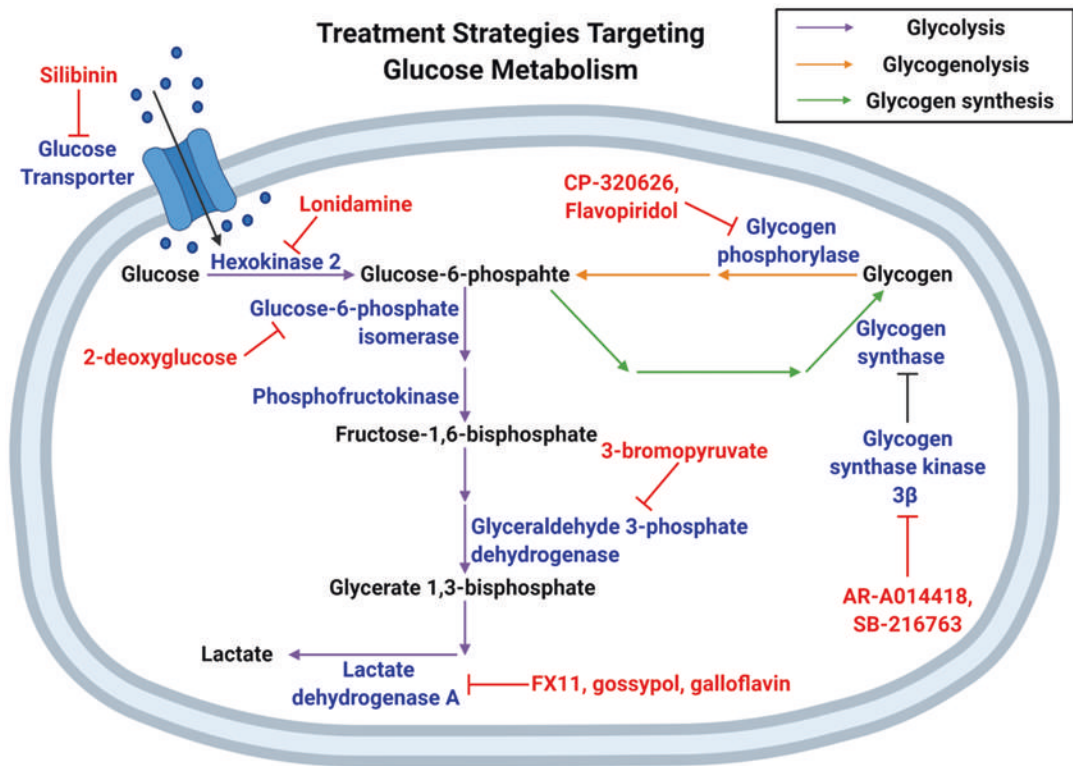 Treatment Strategies Targeting
Glucose Metabolism
Glycolysis
Glycogenolysis
Glycogen synthesis
Silibinin
Glucose
Transporter
Lonidamine
CP-320626,
Flavopiridol
Glycogen
phosphorylase
Hexokinase 2
Glucose
Glucose-6-phospahte
Glycogen
Glucose-6-phosphate
isomerase
2-deoxyglucose
Glycogen
synthase
Phosphofructokinase
Fructose-1,6-bisphosphate
3-bromopyruvate
Glycogen
synthase kinase
3β
Glyceraldehyde 3-phosphate
dehydrogenase
Glycerate 1,3-bisphosphate
AR-A014418,
SB-216763
Lactate
Lactate
dehydrogenase A
FX11, gossypol, galloflavin